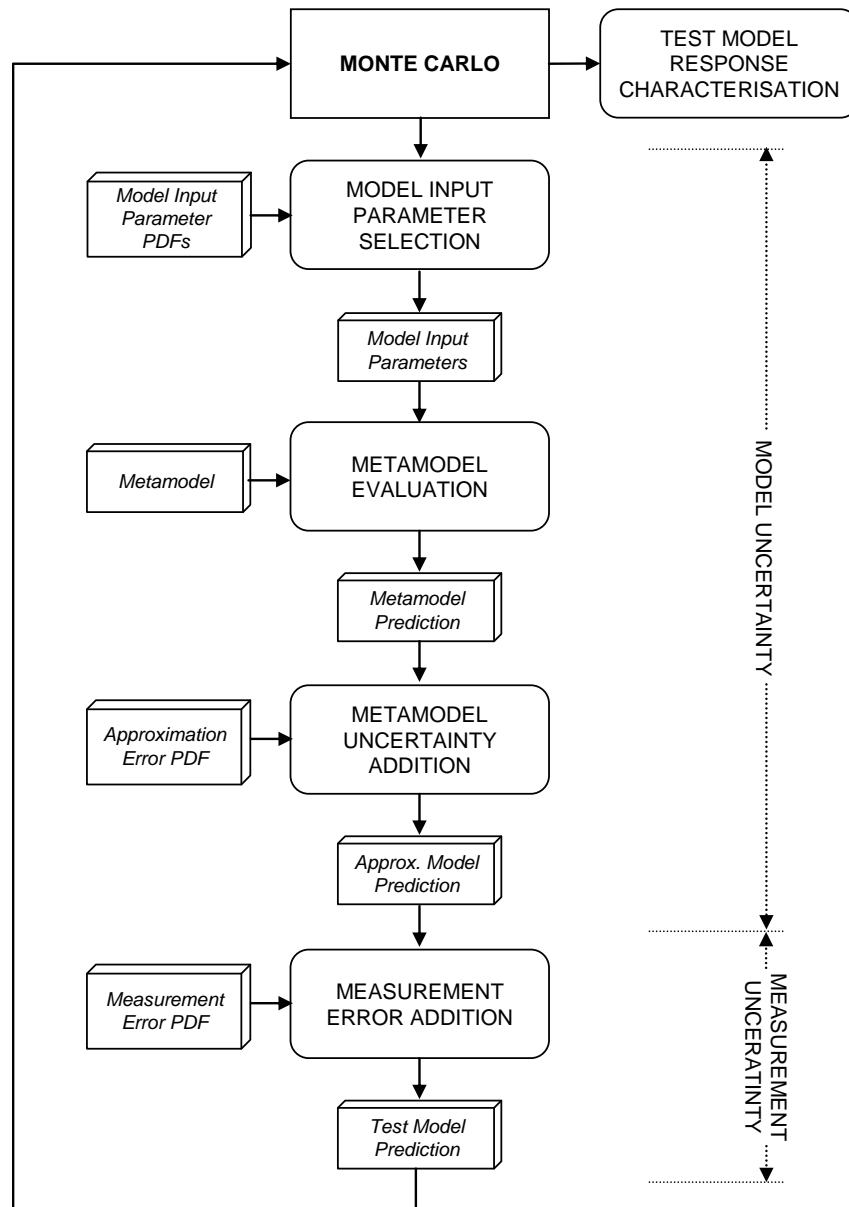 MONTE CARLO
TEST MODEL
RESPONSE
CHARACTERISATION
Model Input
Parameter
PDFs
MODEL INPUT
PARAMETER
SELECTION
Model Input
Parameters
Metamodel
METAMODEL
EVALUATION
Metamodel
Prediction
Approximation
Error PDF
METAMODEL
UNCERTAINTY
ADDITION
Approx. Model
Prediction
Measurement
Error PDF
MEASUREMENT
ERROR ADDITION
Test Model
Prediction
MODEL UNCERTAINTY
MEASUREMENT
UNCERATINTY